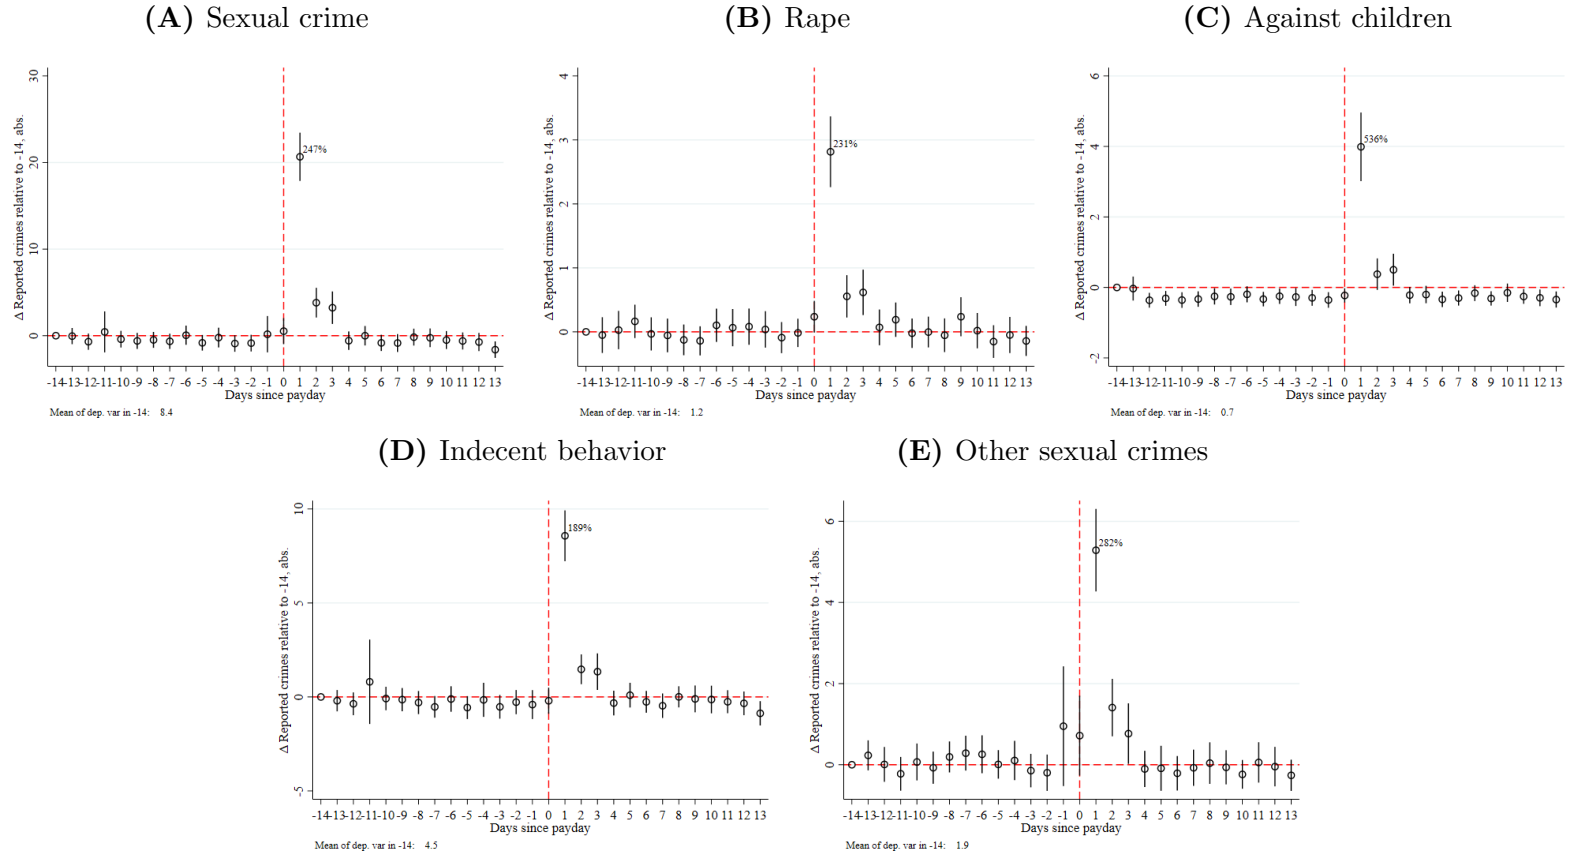 (A) Sexual crime
Δ Reported crimes relative to -14, abs.
30
20
10
0
247%
-14 -13 -12 -11 -10 -9 -8 -7 -6 -5 -4 -3 -2 -1 0 1 2 3 4 5 6 7 8 9 10 11 12 13
Days since payday
Mean of dep. var in -14: 8.4
(B) Rape
Δ Reported crimes relative to -14, abs.
4
3
2
1
0
231%
-14 -13 -12 -11 -10 -9 -8 -7 -6 -5 -4 -3 -2 -1 0 1 2 3 4 5 6 7 8 9 10 11 12 13
Days since payday
Mean of dep. var in -14: 1.2
(C) Against children
Δ Reported crimes relative to -14, abs.
6
4
2
0
-2
536%
-14 -13 -12 -11 -10 -9 -8 -7 -6 -5 -4 -3 -2 -1 0 1 2 3 4 5 6 7 8 9 10 11 12 13
Days since payday
Mean of dep. var in -14: 0.7
(D) Indecent behavior
Δ Reported crimes relative to -14, abs.
10
5
0
-5
189%
-14 -13 -12 -11 -10 -9 -8 -7 -6 -5 -4 -3 -2 -1 0 1 2 3 4 5 6 7 8 9 10 11 12 13
Days since payday
Mean of dep. var in -14: 4.5
(E) Other sexual crimes
Δ Reported crimes relative to -14, abs.
6
4
2
0
282%
-14 -13 -12 -11 -10 -9 -8 -7 -6 -5 -4 -3 -2 -1 0 1 2 3 4 5 6 7 8 9 10 11 12 13
Days since payday
Mean of dep. var in -14: 1.9